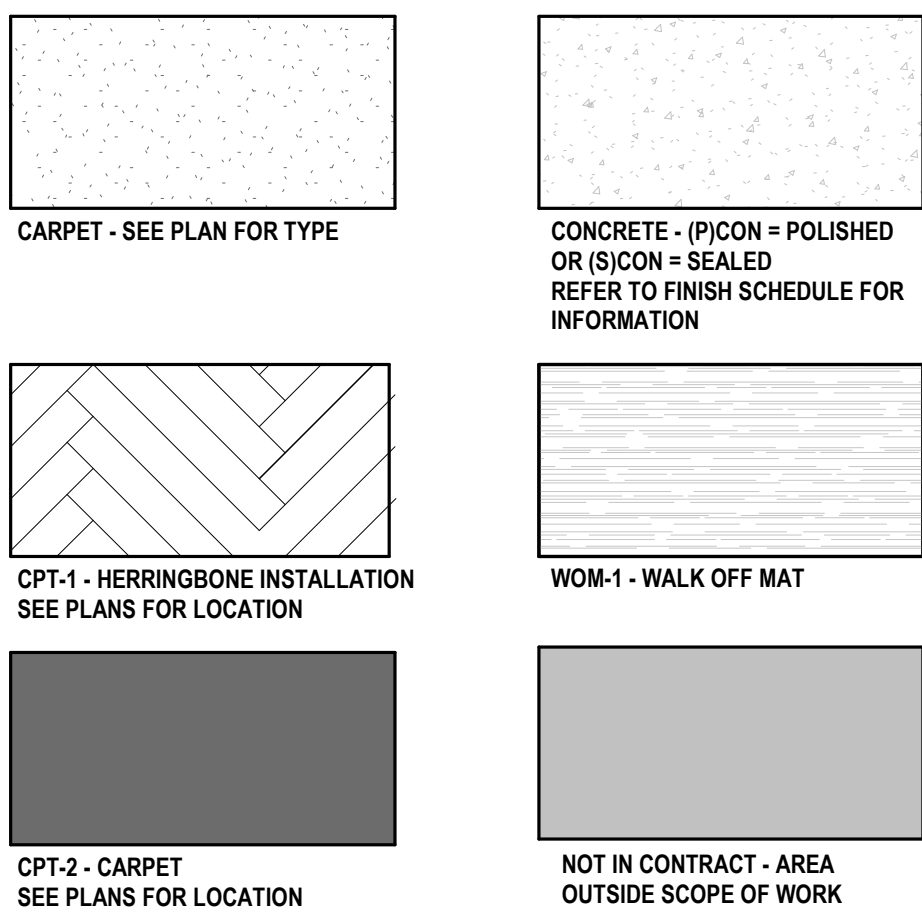 CARPET - SEE PLAN FOR TYPE
CONCRETE - (P)CON = POLISHED
OR (S)CON = SEALED
REFER TO FINISH SCHEDULE FOR
INFORMATION
CPT-1 - HERRINGBONE INSTALLATION
SEE PLANS FOR LOCATION
WOM-1 - WALK OFF MAT
CPT-2 - CARPET
SEE PLANS FOR LOCATION
NOT IN CONTRACT - AREA
OUTSIDE SCOPE OF WORK